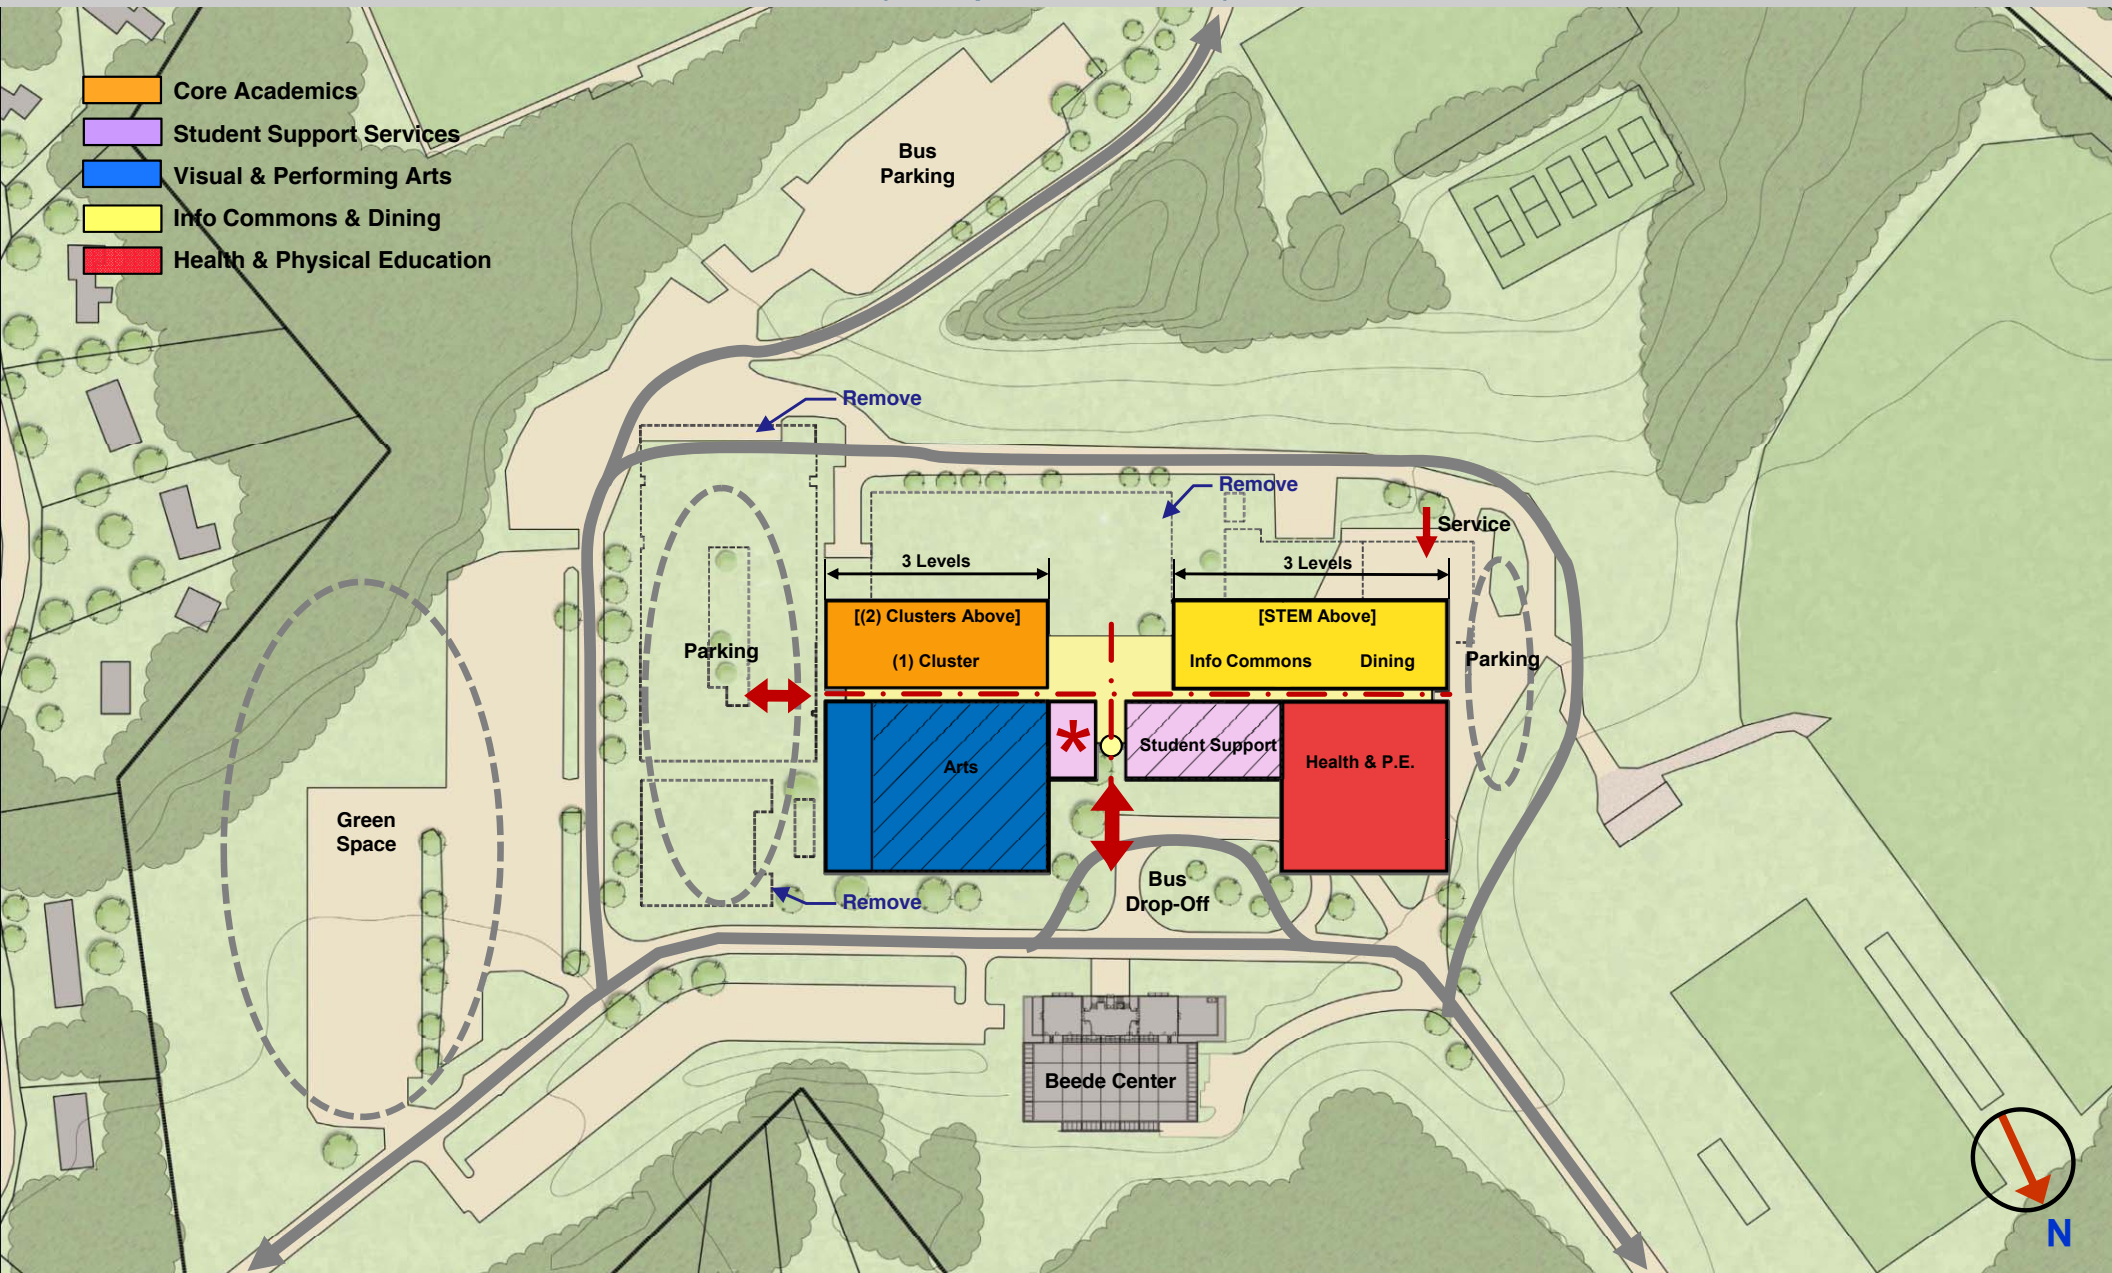 Core Academics
Student Support Services
Visual & Performing Arts
Info Commons & Dining
Health & Physical Education
Bus
Parking
Remove
Remove
Service
3 Levels
3 Levels
[(2) Clusters Above]
(1) Cluster
[STEM Above]
Info Commons
Dining
Parking
Parking
*
Student Support
Arts
Health & P.E.
Green
Space
Remove
Bus
Drop-Off
Beede Center
N